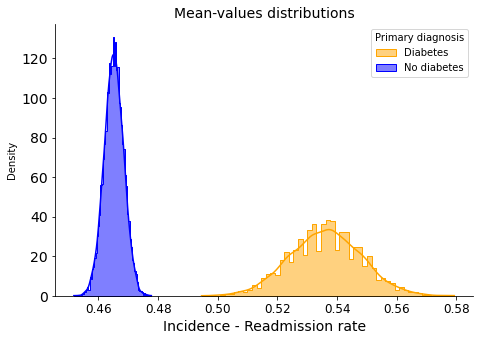 Mean-values distributions
Primary diagnosis
Diabetes
No diabetes
Density
120
100
80
60
40
20
0
0.46 0.48 0.50 0.52 0.54 0.56 0.58
Incidence - Readmission rate